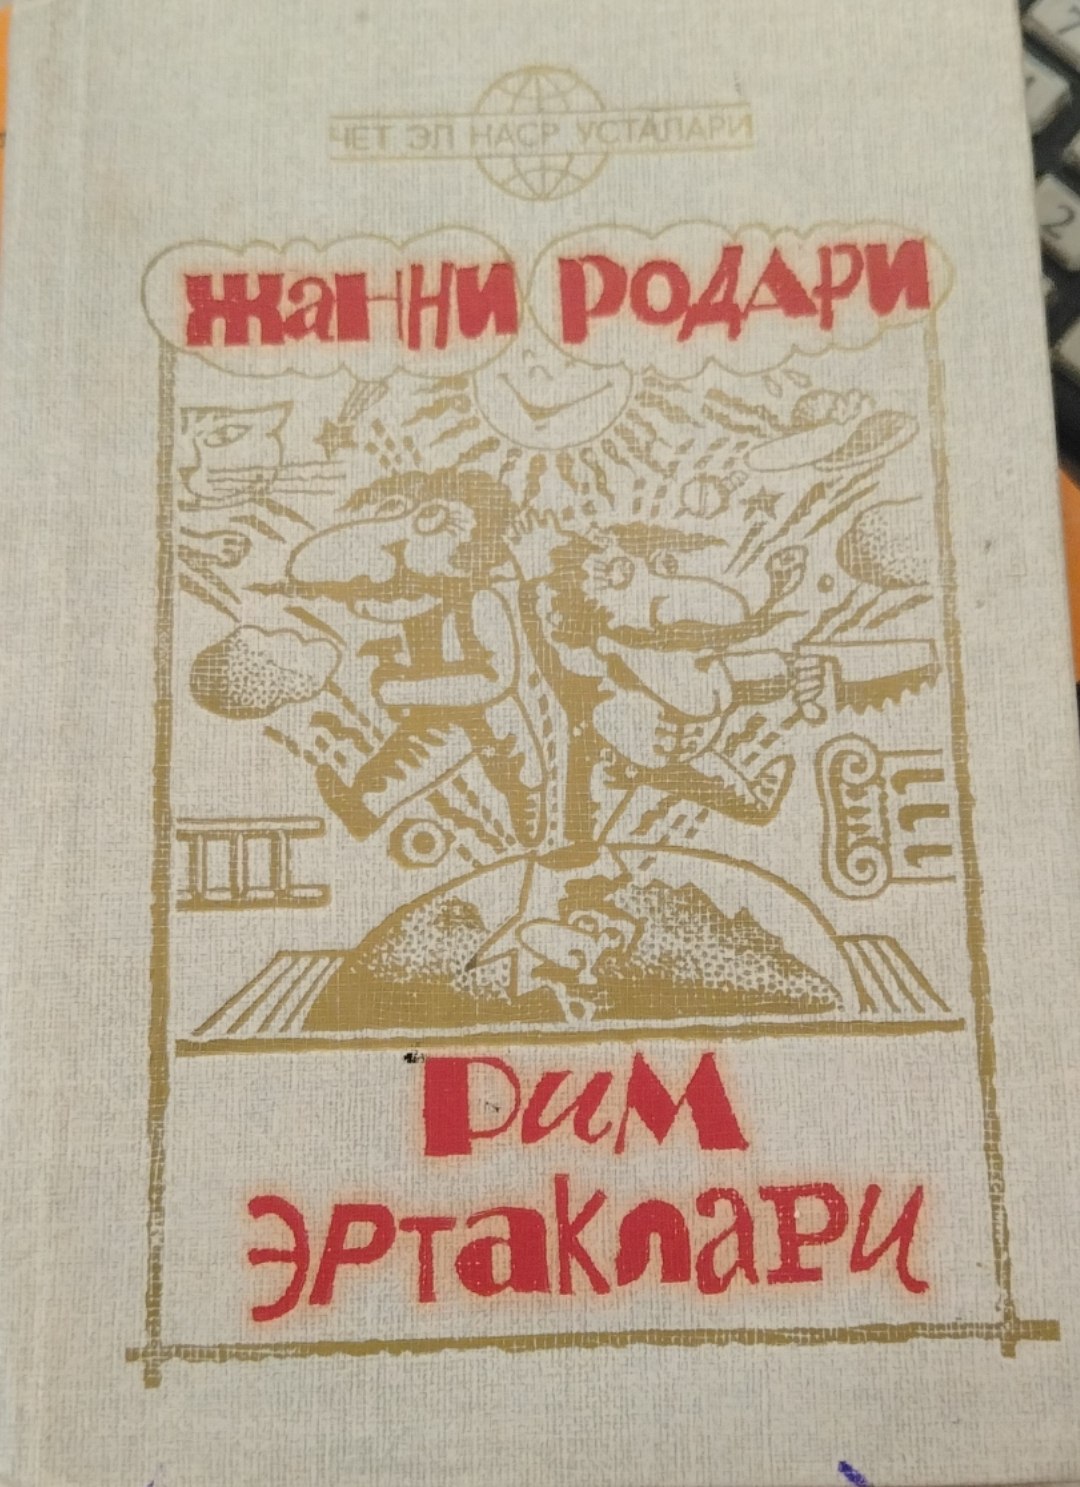 ЧЕТ ЭЛ НАСР УСТАЛАРИ
ЖАННИ РОДАРИ
РИМ
ЭРТАКЛАРИ